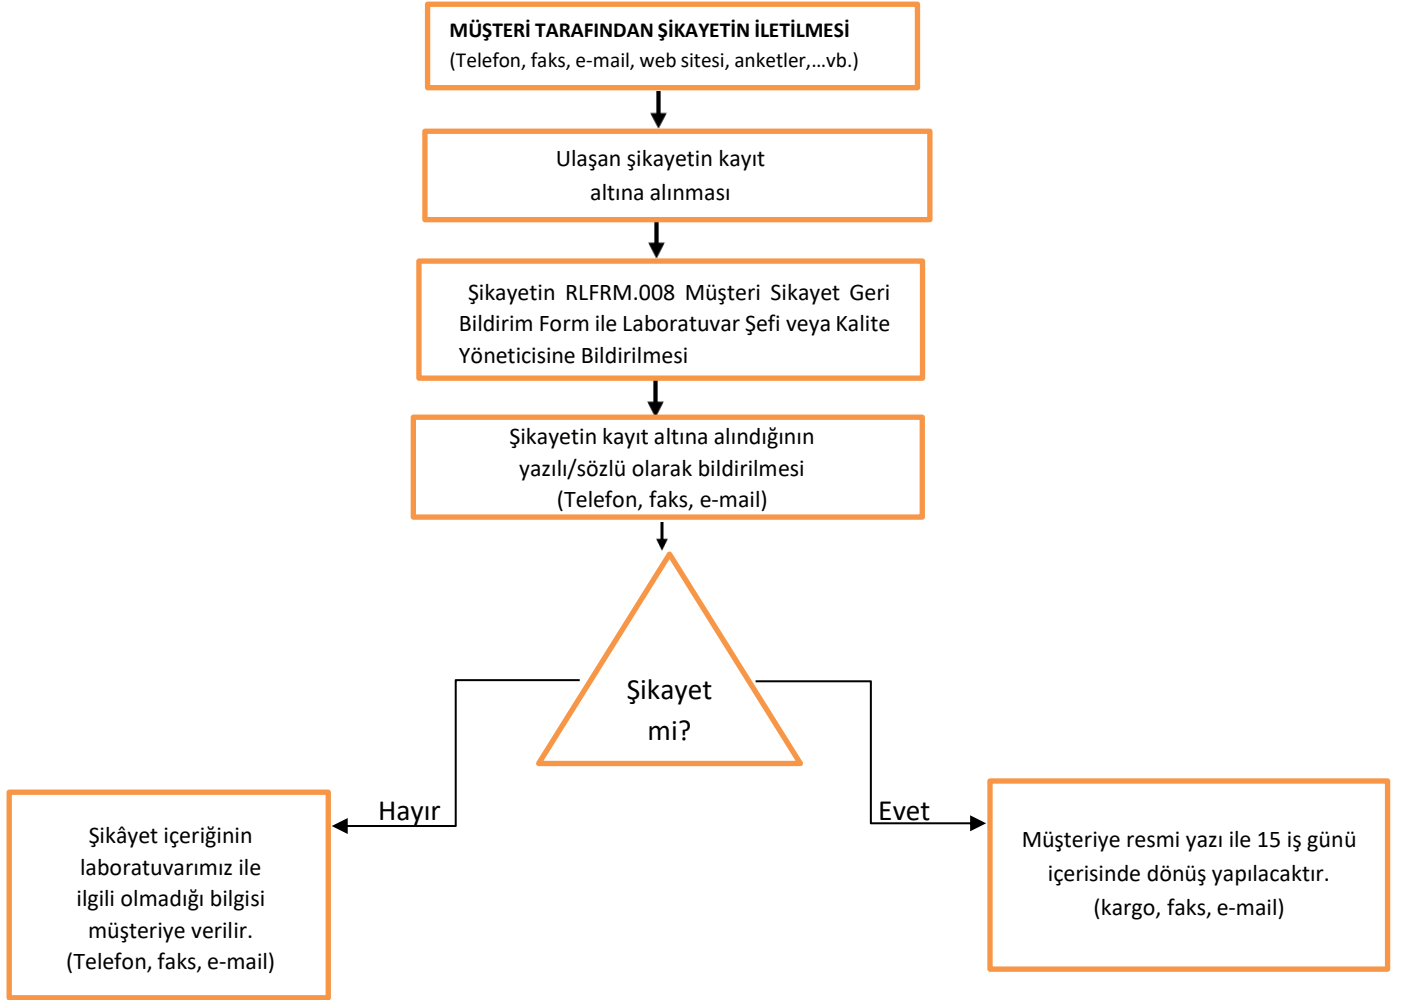 MÜŞTERİ TARAFINDAN ŞİKAYETİN İLETİLMESİ
(Telefon, faks, e-mail, web sitesi, anketler,...vb.)
Ulaşan şikayetin kayıt
altına alınması
Şikayetin RLFRM.008 Müşteri Sikayet Geri
Bildirim Form ile Laboratuvar Şefi veya Kalite
Yöneticisine Bildirilmesi
Şikayetin kayıt altına alındığının
yazılı/sözlü olarak bildirilmesi
(Telefon, faks, e-mail)
Şikayet
mi?
Hayır
Evet
Şikâyet içeriğinin
laboratuvarımız ile
ilgili olmadığı bilgisi
müşteriye verilir.
(Telefon, faks, e-mail)
Müşteriye resmi yazı ile 15 iş günü
içerisinde dönüş yapılacaktır.
(kargo, faks, e-mail)